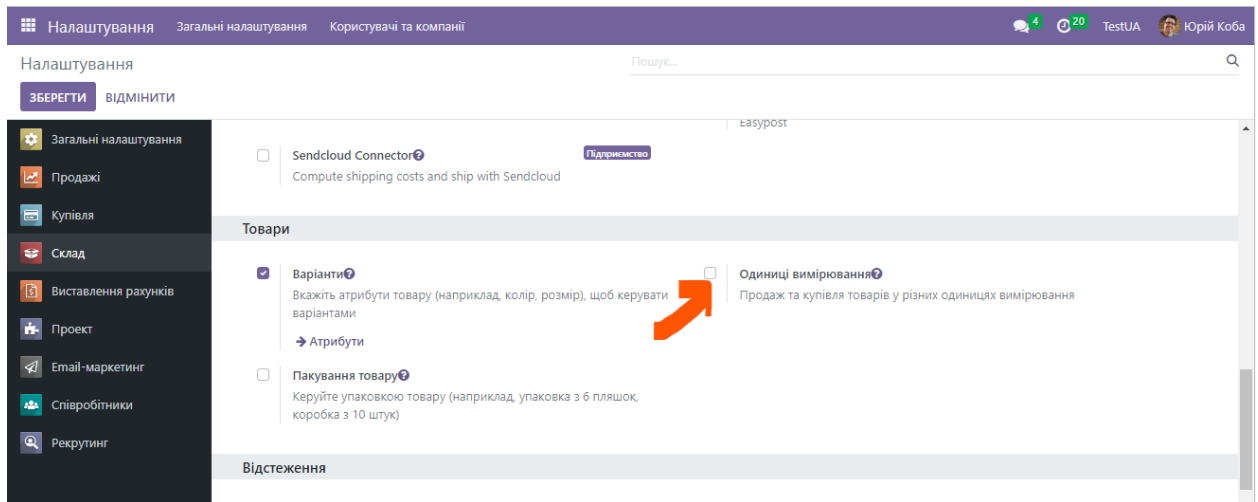 Налаштування Загальні налаштування Користувачі та компанії 4 20 TestUA Юрій Коба
Налаштування Пошук...
ЗБЕРЕГТИ ВІДМІНИТИ
Загальні налаштування
Продажі
Купівля
Склад
Виставлення рахунків
Проект
Email-маркетинг
Співробітники
Рекрутинг
Easypost
Sendcloud Connector? Підприємство
Compute shipping costs and ship with Sendcloud
Товари
Варіанти?
Вкажіть атрибути товару (наприклад, колір, розмір), щоб керувати
варіантами
Атрибути
Одиниці вимірювання?
Продаж та купівля товарів у різних одиницях вимірювання
Пакування товару?
Керуйте упаковкою товару (наприклад, упаковка з 6 пляшок,
коробка з 10 штук)
Відстеження